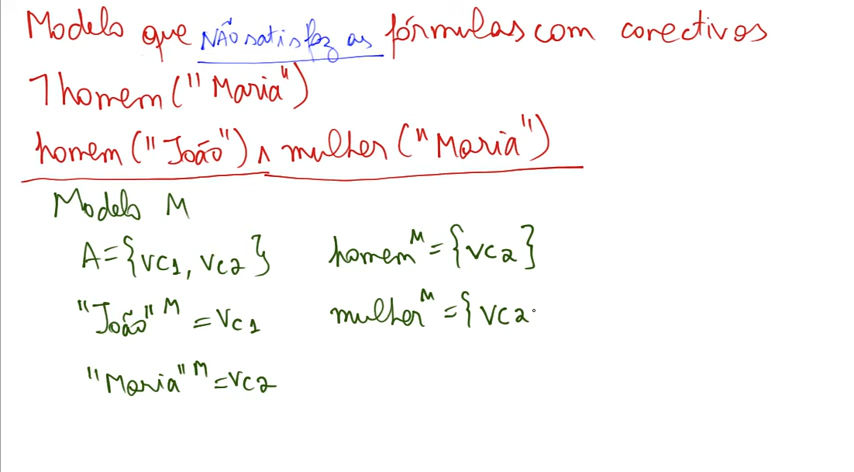 Modelo que NÃO satisfaz as fórmulas com conectivos
¬homem("Maria")
homem("João") ∧ mulher("Maria")
Modelo M
A={vc1, vc2} homem^M = {vc2}
"João"^M = vc1 mulher^M = {vc2
"Maria"^M = vc2